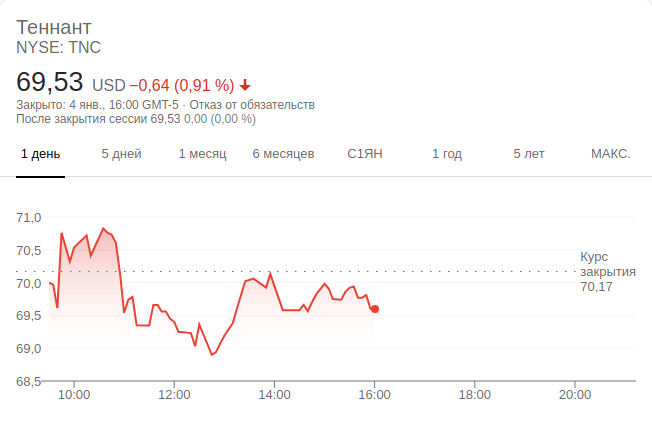 Теннант
NYSE: TNC
69,53 USD −0,64 (0,91 %)
Закрыто: 4 янв., 16:00 GMT-5 · Отказ от обязательств
После закрытия сессии 69,53 0,00 (0,00 %)
1 день 5 дней 1 месяц 6 месяцев С1ЯН 1 год 5 лет МАКС.
71,0
70,5
70,0
69,5
69,0
68,5
Курс
закрытия
70,17
10:00 12:00 14:00 16:00 18:00 20:00